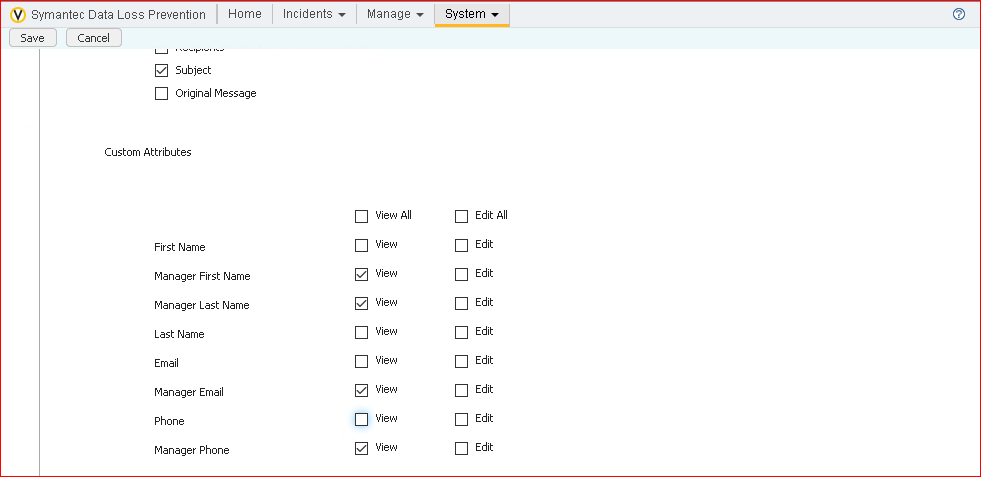 Symantec Data Loss Prevention Home Incidents Manage System ?
Save Cancel
Recipients
Subject
Original Message
Custom Attributes
View All Edit All
First Name View Edit
Manager First Name View Edit
Manager Last Name View Edit
Last Name View Edit
Email View Edit
Manager Email View Edit
Phone View Edit
Manager Phone View Edit